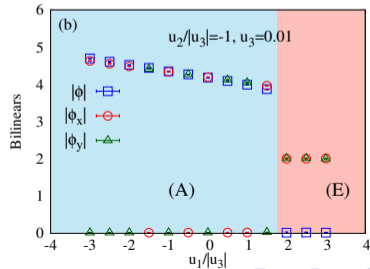 (b)
u₂/|u₃|=-1, u₃=0.01
6
5
4
3
2
1
0
Bilinears
|ϕ|
|ϕₓ|
|ϕᵧ|
(A)
(E)
-4 -3 -2 -1 0 1 2 3 4
u₁/|u₃|